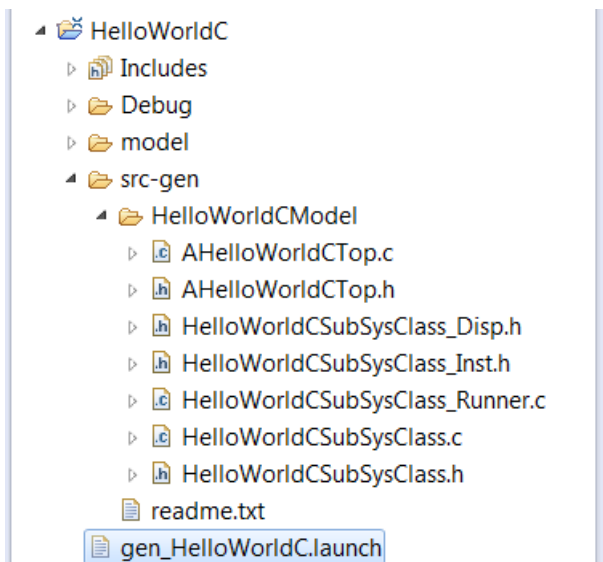 HelloWorldC
Includes
Debug
model
src-gen
HelloWorldCModel
AHelloWorldCTop.c
AHelloWorldCTop.h
HelloWorldCSubSysClass_Disp.h
HelloWorldCSubSysClass_Inst.h
HelloWorldCSubSysClass_Runner.c
HelloWorldCSubSysClass.c
HelloWorldCSubSysClass.h
readme.txt
gen_HelloWorldC.launch